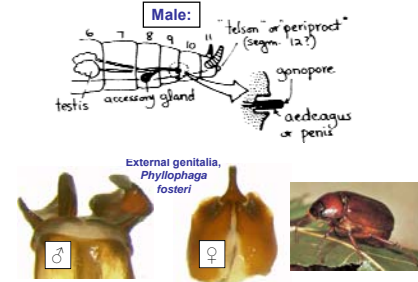 Male:
6 7 8 9 10 11
"telson" or "periproct"
(segm. 12?)
gonopore
testis
accessory gland
aedeagus
or penis
External genitalia,
Phyllophaga
fosteri
♂ ♀